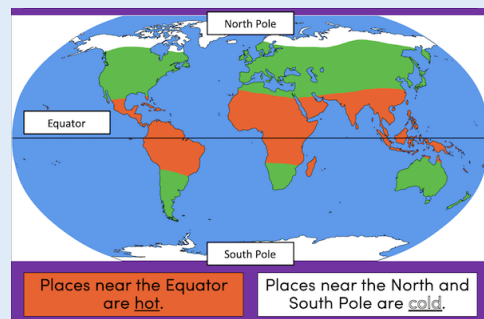 North Pole
Equator
South Pole
Places near the Equator
are hot.
Places near the North and
South Pole are cold.